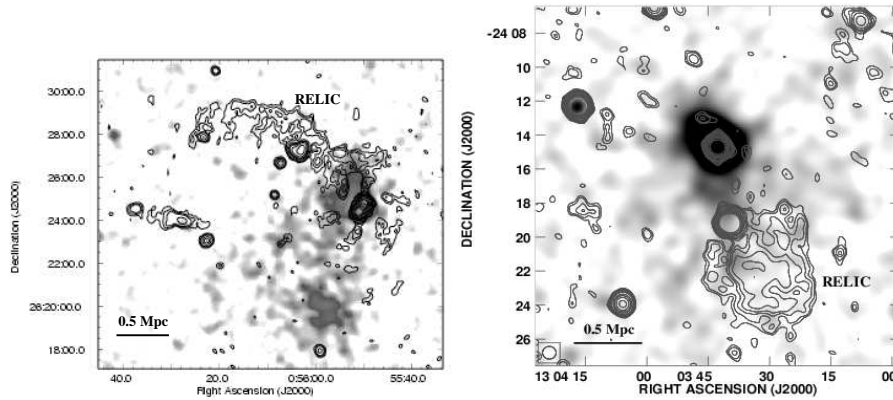 30:00.0
RELIC
28:00.0
26:00.0
24:00.0
22:00.0
26:20:00.0
18:00.0
0.5 Mpc
40.0
20.0
0:56:00.0
55:40.0
Declination (J2000)
Right Ascension (J2000)
-24 08
10
12
14
16
18
20
22
24
26
DECLINATION (J2000)
RELIC
0.5 Mpc
13 04 15
00
03 45
30
15
00
RIGHT ASCENSION (J2000)